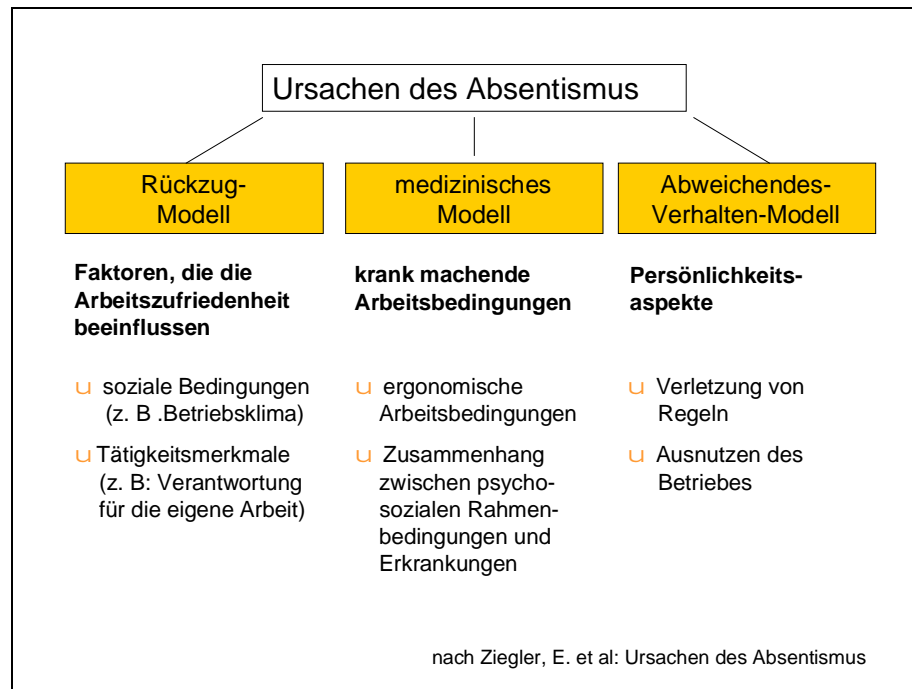 Ursachen des Absentismus
Rückzug-
Modell
Faktoren, die die
Arbeitszufriedenheit
beeinflussen
u soziale Bedingungen
(z. B .Betriebsklima)
u Tätigkeitsmerkmale
(z. B: Verantwortung
für die eigene Arbeit)
medizinisches
Modell
krank machende
Arbeitsbedingungen
u ergonomische
Arbeitsbedingungen
u Zusammenhang
zwischen psycho-
sozialen Rahmen-
bedingungen und
Erkrankungen
Abweichendes-
Verhalten-Modell
Persönlichkeits-
aspekte
u Verletzung von
Regeln
u Ausnutzen des
Betriebes
nach Ziegler, E. et al: Ursachen des Absentismus